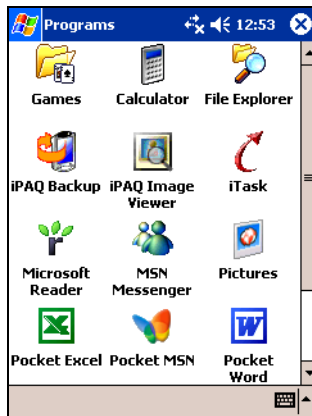 Programs 12:53
Games Calculator File Explorer
iPAQ Backup iPAQ Image Viewer iTask
Microsoft Reader MSN Messenger Pictures
Pocket Excel Pocket MSN Pocket Word